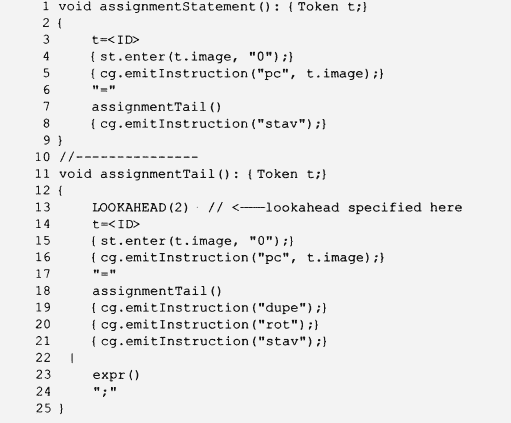 1 void assignmentStatement(): {Token t;}
2 {
3     t=<ID>
4     {st.enter(t.image, "0");}
5     {cg.emitInstruction("pc", t.image);}
6     "="
7     assignmentTail()
8     {cg.emitInstruction("stav");}
9 }
10 //---------------
11 void assignmentTail(): {Token t;}
12 {
13     LOOKAHEAD(2)  // <——lookahead specified here
14     t=<ID>
15     {st.enter(t.image, "0");}
16     {cg.emitInstruction("pc", t.image);}
17     "="
18     assignmentTail()
19     {cg.emitInstruction("dupe");}
20     {cg.emitInstruction("rot");}
21     {cg.emitInstruction("stav");}
22   |
23     expr()
24     ";"
25 }